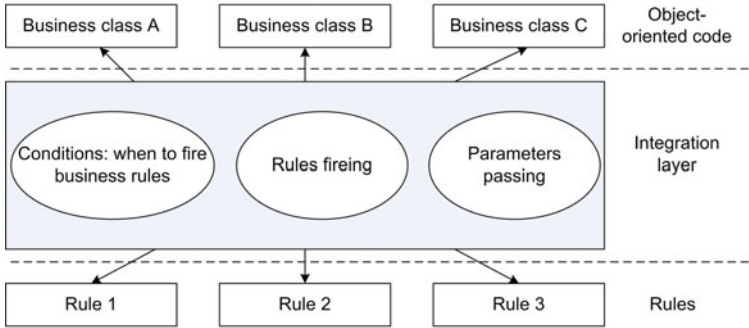 Business class A
Business class B
Business class C
Object-
oriented code
Conditions: when to fire
business rules
Rules fireing
Parameters
passing
Integration
layer
Rule 1
Rule 2
Rule 3
Rules